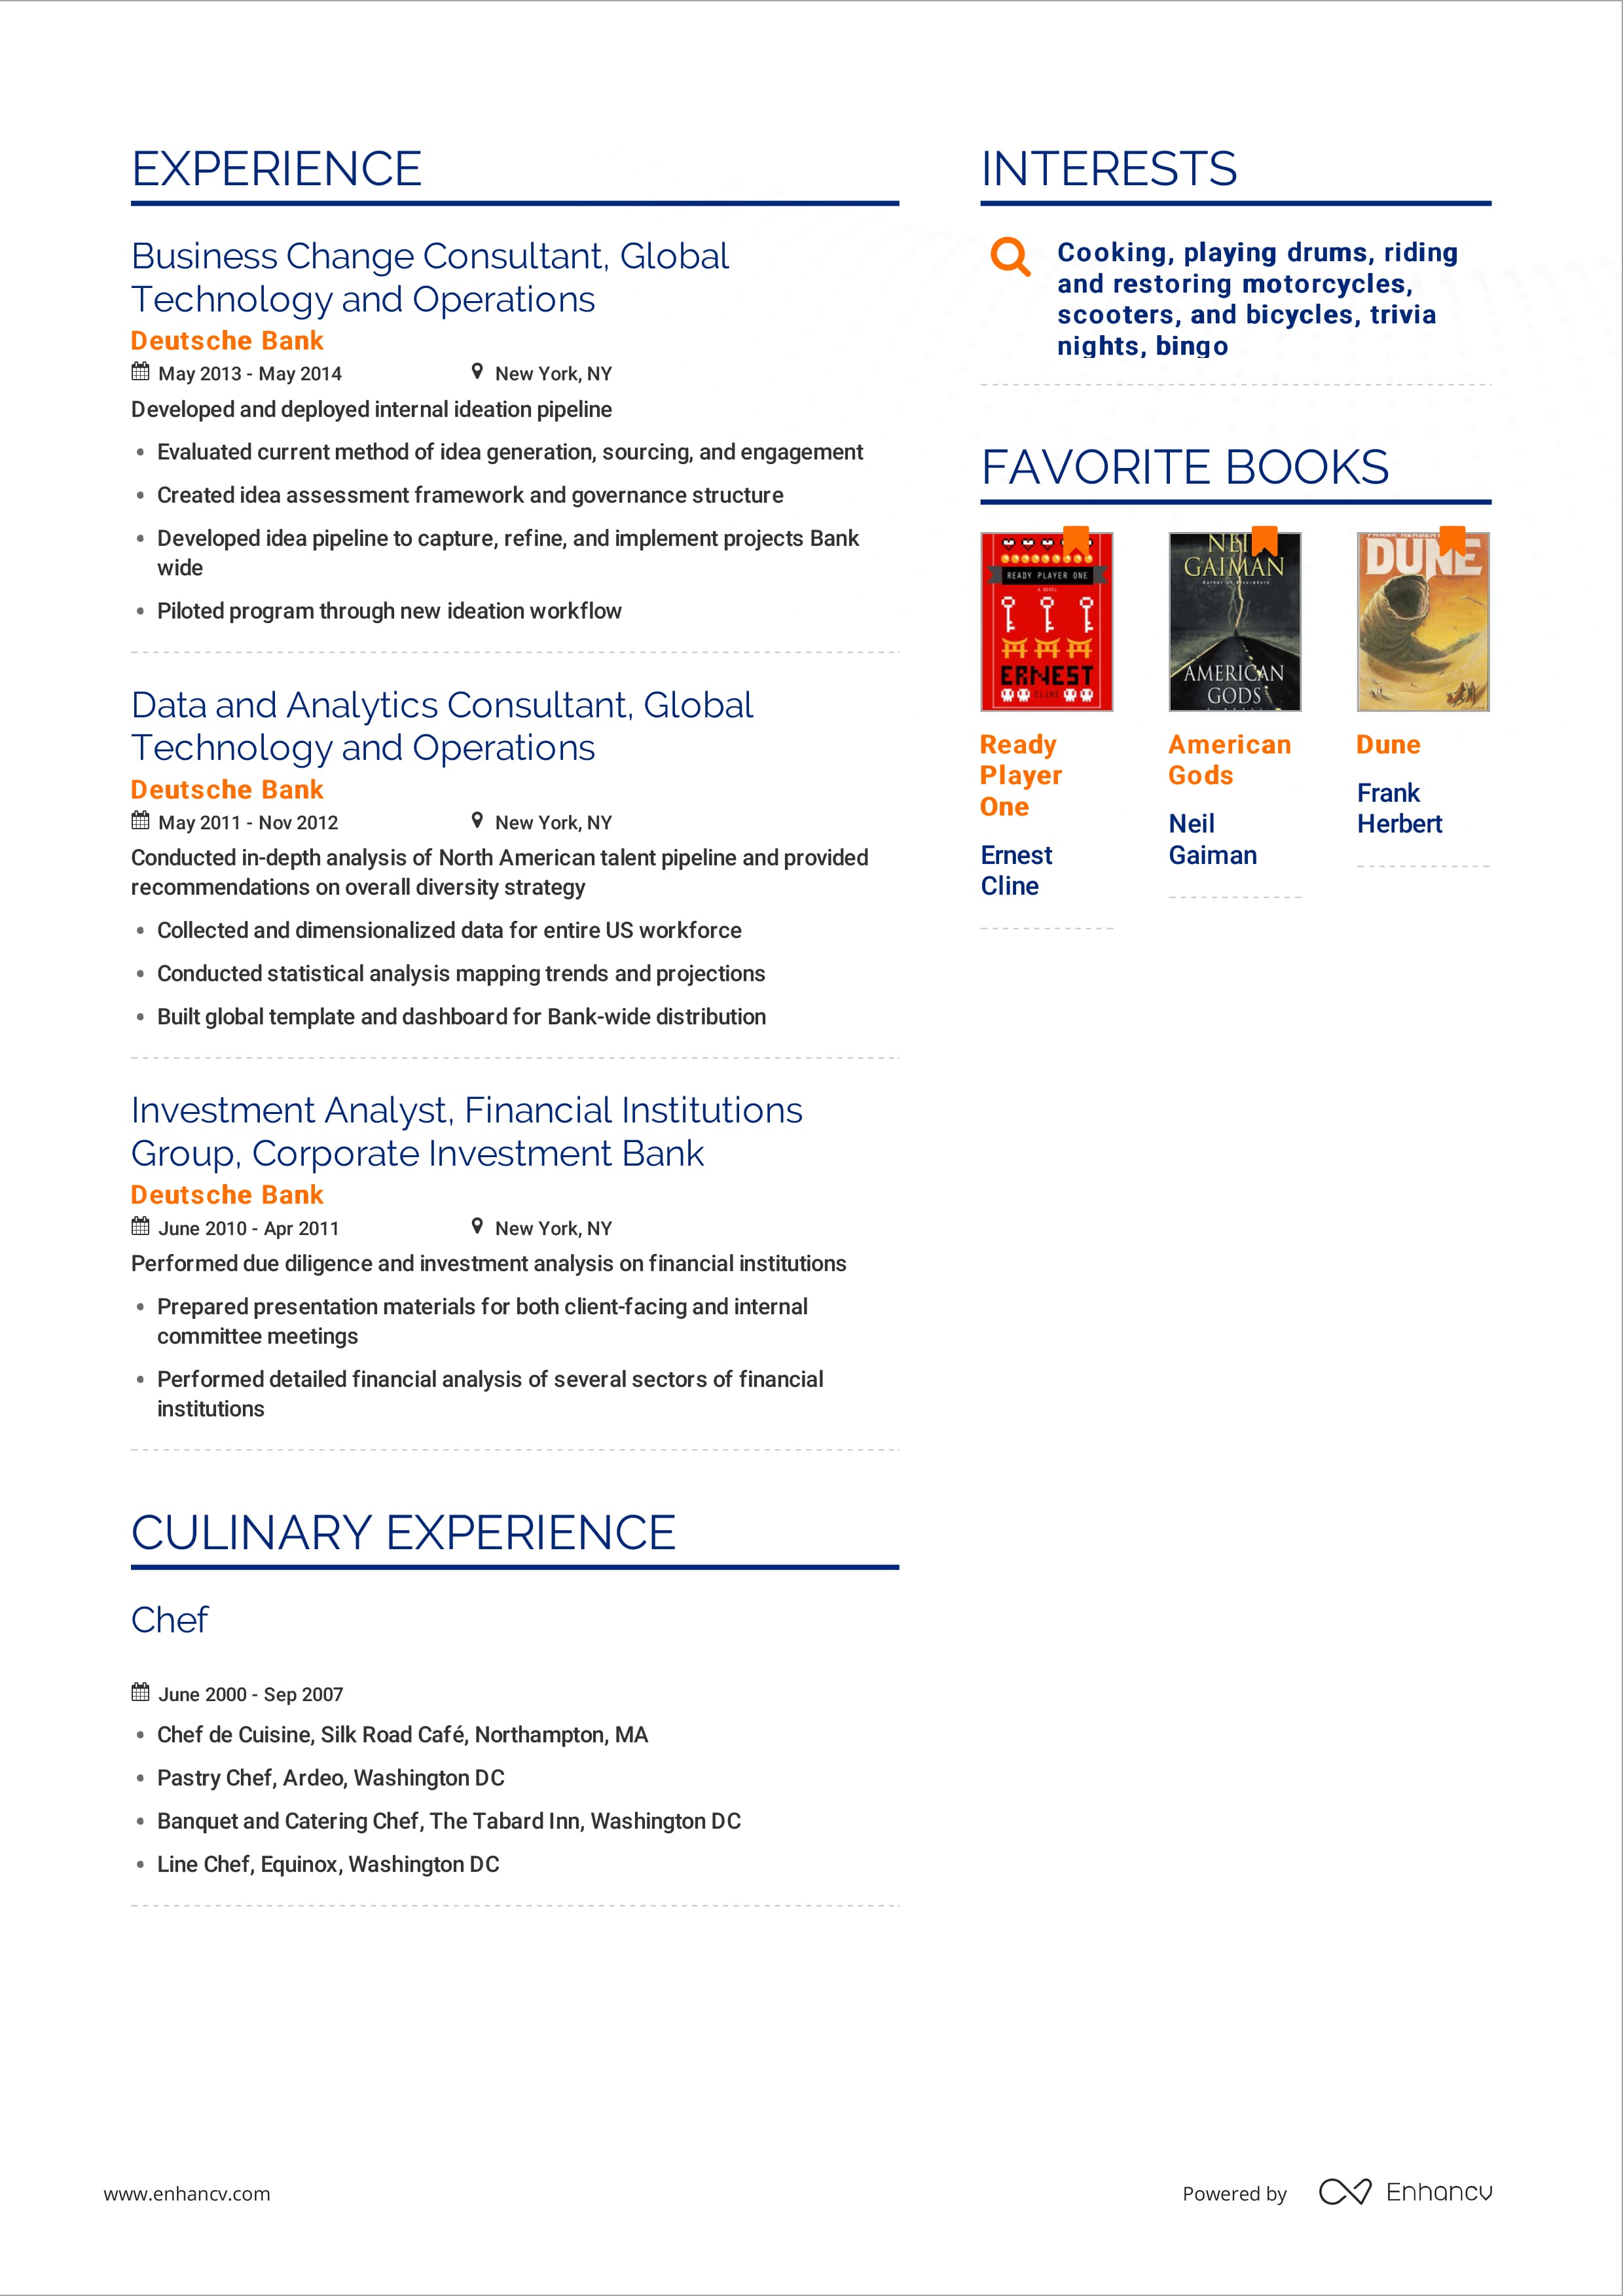 EXPERIENCE
Business Change Consultant, Global
Technology and Operations
Deutsche Bank
May 2013 - May 2014 New York, NY
Developed and deployed internal ideation pipeline
• Evaluated current method of idea generation, sourcing, and engagement
• Created idea assessment framework and governance structure
• Developed idea pipeline to capture, refine, and implement projects Bank
wide
• Piloted program through new ideation workflow
Data and Analytics Consultant, Global
Technology and Operations
Deutsche Bank
May 2011 - Nov 2012 New York, NY
Conducted in-depth analysis of North American talent pipeline and provided
recommendations on overall diversity strategy
• Collected and dimensionalized data for entire US workforce
• Conducted statistical analysis mapping trends and projections
• Built global template and dashboard for Bank-wide distribution
Investment Analyst, Financial Institutions
Group, Corporate Investment Bank
Deutsche Bank
June 2010 - Apr 2011 New York, NY
Performed due diligence and investment analysis on financial institutions
• Prepared presentation materials for both client-facing and internal
committee meetings
• Performed detailed financial analysis of several sectors of financial
institutions
CULINARY EXPERIENCE
Chef
June 2000 - Sep 2007
• Chef de Cuisine, Silk Road Café, Northampton, MA
• Pastry Chef, Ardeo, Washington DC
• Banquet and Catering Chef, The Tabard Inn, Washington DC
• Line Chef, Equinox, Washington DC
INTERESTS
Cooking, playing drums, riding
and restoring motorcycles,
scooters, and bicycles, trivia
nights, bingo
FAVORITE BOOKS
READY PLAYER ONE
A NOVEL
ERNEST
CLINE
Ready
Player
One
Ernest
Cline
GAIMAN
AMERICAN
GODS
American
Gods
Neil
Gaiman
DUNE
Dune
Frank
Herbert
www.enhancv.com
Powered by Enhancv